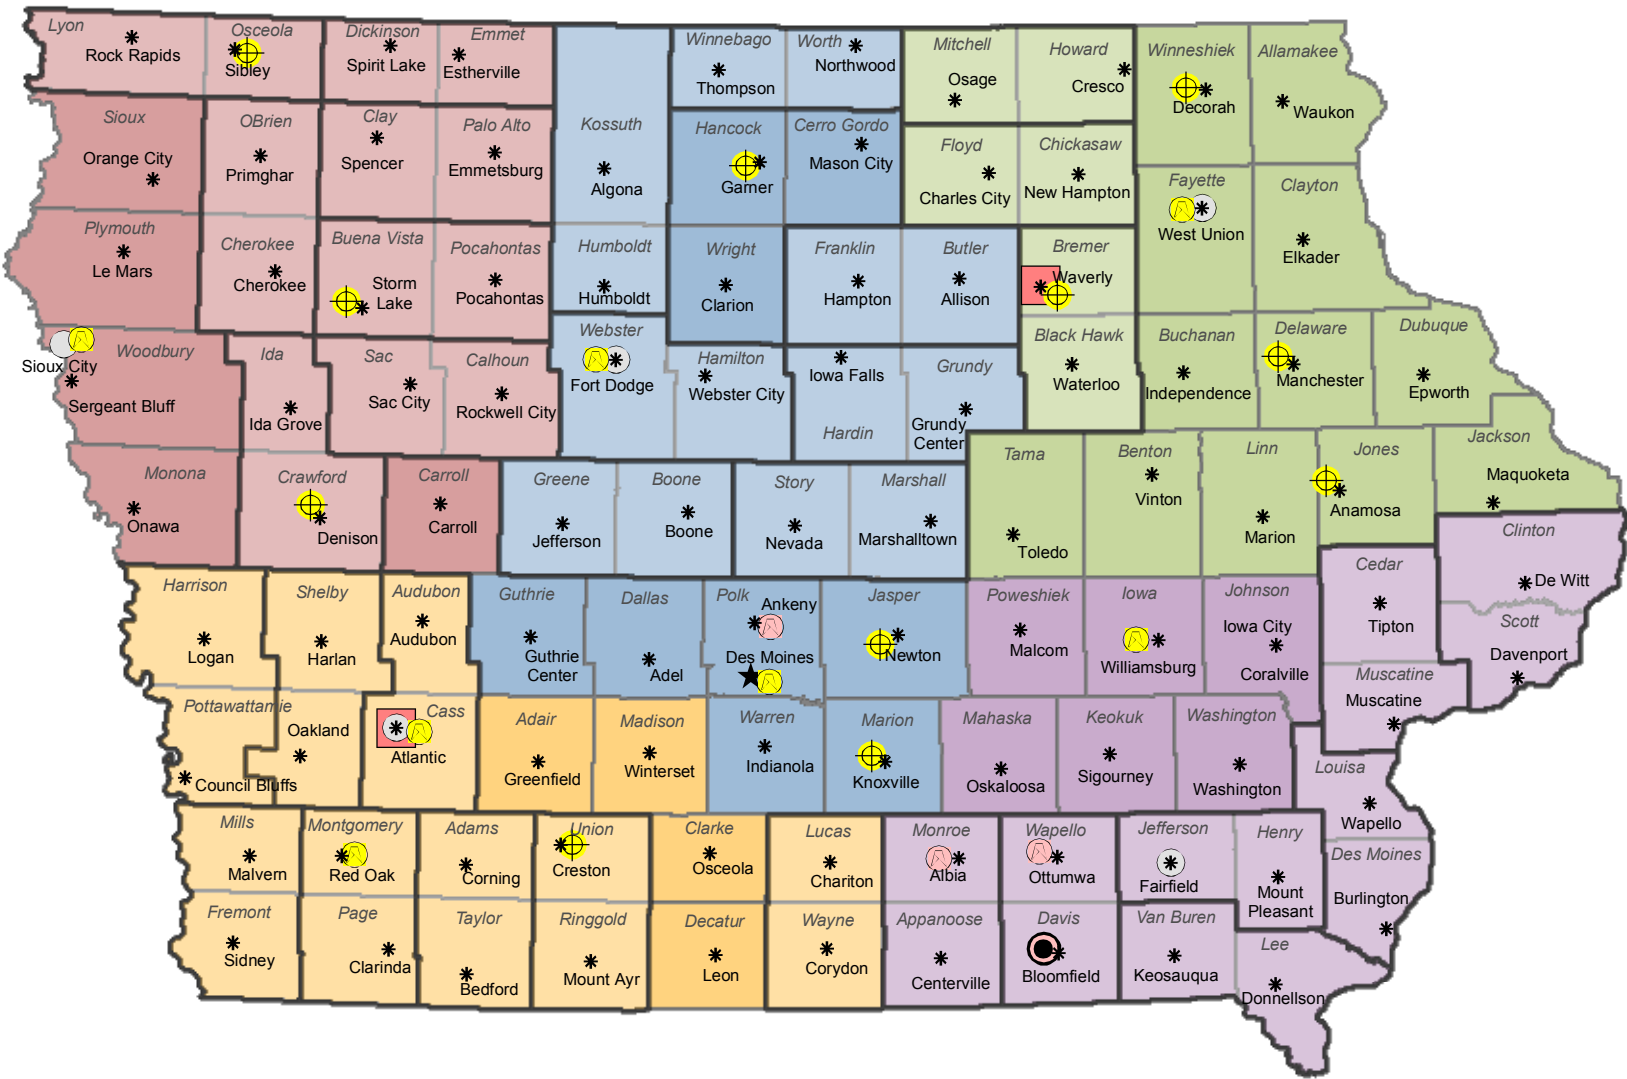 Lyon
Rock Rapids
Osceola
Sibley
Dickinson
Spirit Lake
Emmet
Estherville
Winnebago
Thompson
Worth
Northwood
Mitchell
Osage
Howard
Cresco
Winneshiek
Decorah
Allamakee
Waukon
Sioux
Orange City
OBrien
Primghar
Clay
Spencer
Palo Alto
Emmetsburg
Kossuth
Algona
Hancock
Garner
Cerro Gordo
Mason City
Floyd
Charles City
Chickasaw
New Hampton
Fayette
West Union
Clayton
Elkader
Plymouth
Le Mars
Cherokee
Cherokee
Buena Vista
Storm
Lake
Pocahontas
Pocahontas
Humboldt
Humboldt
Wright
Clarion
Franklin
Hampton
Butler
Allison
Bremer
Waverly
Sioux City
Woodbury
Sergeant Bluff
Ida
Ida Grove
Sac
Sac City
Calhoun
Rockwell City
Webster
Fort Dodge
Hamilton
Webster City
Iowa Falls
Hardin
Grundy
Grundy
Center
Black Hawk
Waterloo
Buchanan
Independence
Delaware
Manchester
Dubuque
Epworth
Monona
Onawa
Crawford
Denison
Carroll
Carroll
Greene
Jefferson
Boone
Boone
Story
Nevada
Marshall
Marshalltown
Tama
Toledo
Benton
Vinton
Linn
Marion
Jones
Anamosa
Jackson
Maquoketa
Clinton
De Witt
Harrison
Logan
Shelby
Harlan
Audubon
Audubon
Guthrie
Guthrie
Center
Dallas
Adel
Polk
Ankeny
Des Moines
Jasper
Newton
Poweshiek
Malcom
Iowa
Williamsburg
Johnson
Iowa City
Coralville
Cedar
Tipton
Scott
Davenport
Muscatine
Muscatine
Pottawattamie
Oakland
Council Bluffs
Cass
Atlantic
Adair
Greenfield
Madison
Winterset
Warren
Indianola
Marion
Knoxville
Mahaska
Oskaloosa
Keokuk
Sigourney
Washington
Washington
Louisa
Wapello
Mills
Malvern
Montgomery
Red Oak
Adams
Corning
Union
Creston
Clarke
Osceola
Lucas
Chariton
Monroe
Albia
Wapello
Ottumwa
Jefferson
Fairfield
Henry
Mount
Pleasant
Des Moines
Burlington
Fremont
Sidney
Page
Clarinda
Taylor
Bedford
Ringgold
Mount Ayr
Decatur
Leon
Wayne
Corydon
Appanoose
Centerville
Davis
Bloomfield
Van Buren
Keosauqua
Lee
Donnellson